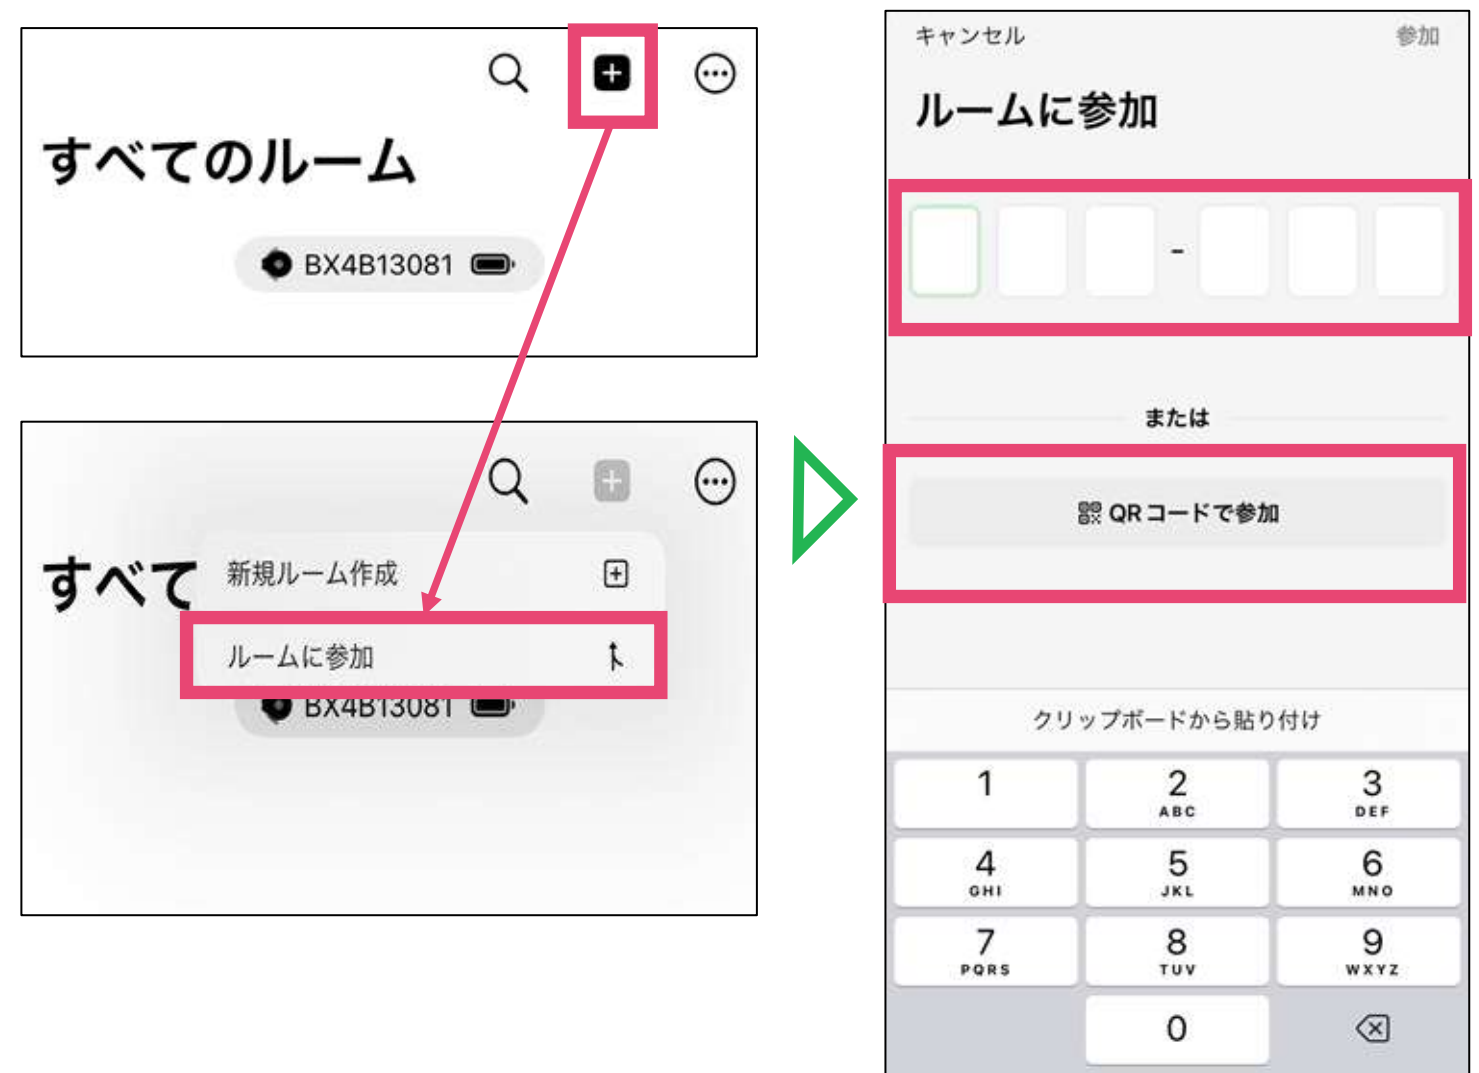 すべてのルーム
BX4B13081
すべて
新規ルーム作成
ルームに参加
BX4B13081
キャンセル
参加
ルームに参加
-
または
QRコードで参加
クリップボードから貼り付け
1
2
ABC
3
DEF
4
GHI
5
JKL
6
MNO
7
PQRS
8
TUV
9
WXYZ
0